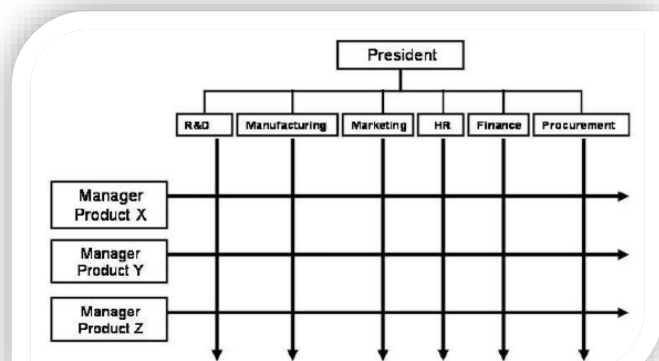 President
R&D Manufacturing Marketing HR Finance Procurement
Manager
Product X
Manager
Product Y
Manager
Product Z